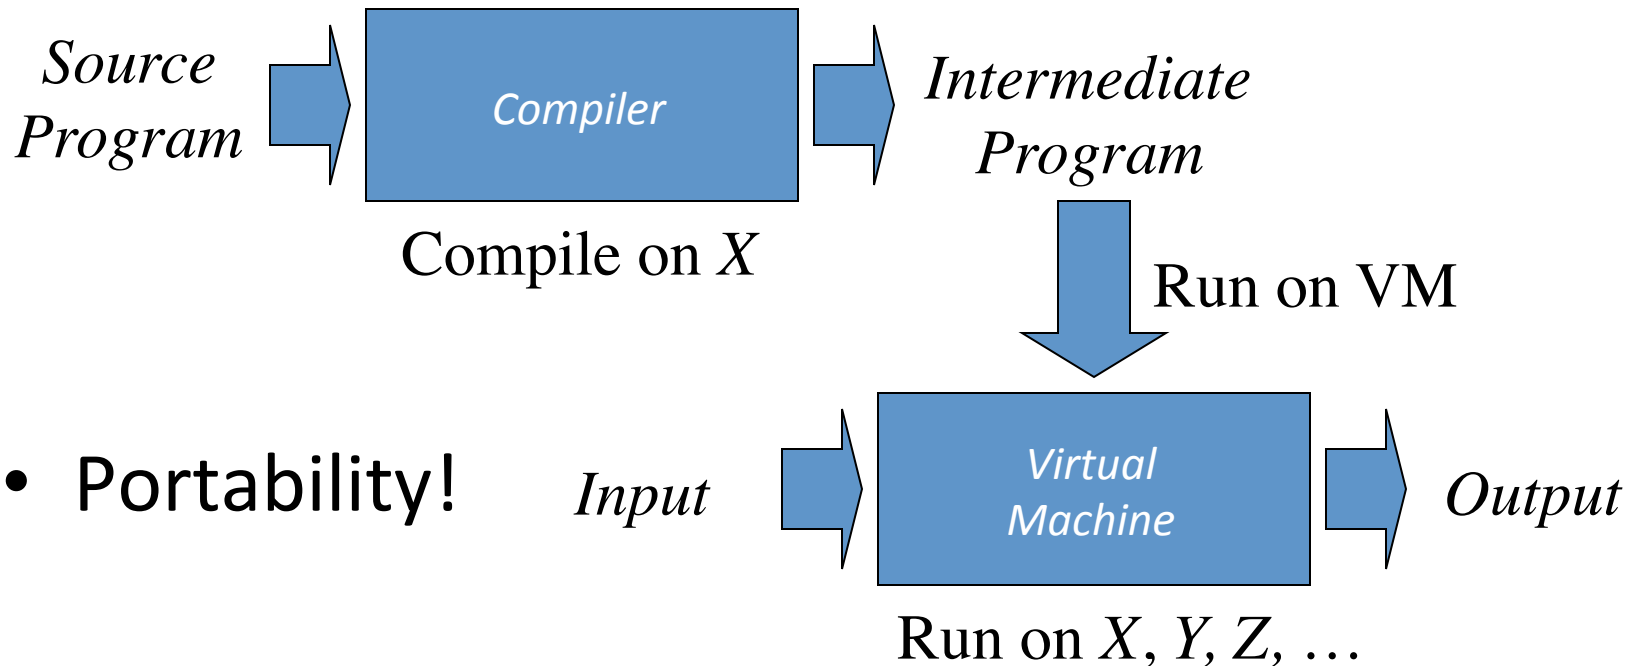 Source
Program
Compiler
Intermediate
Program
Compile on X
Run on VM
• Portability!
Input
Virtual
Machine
Output
Run on X, Y, Z, …